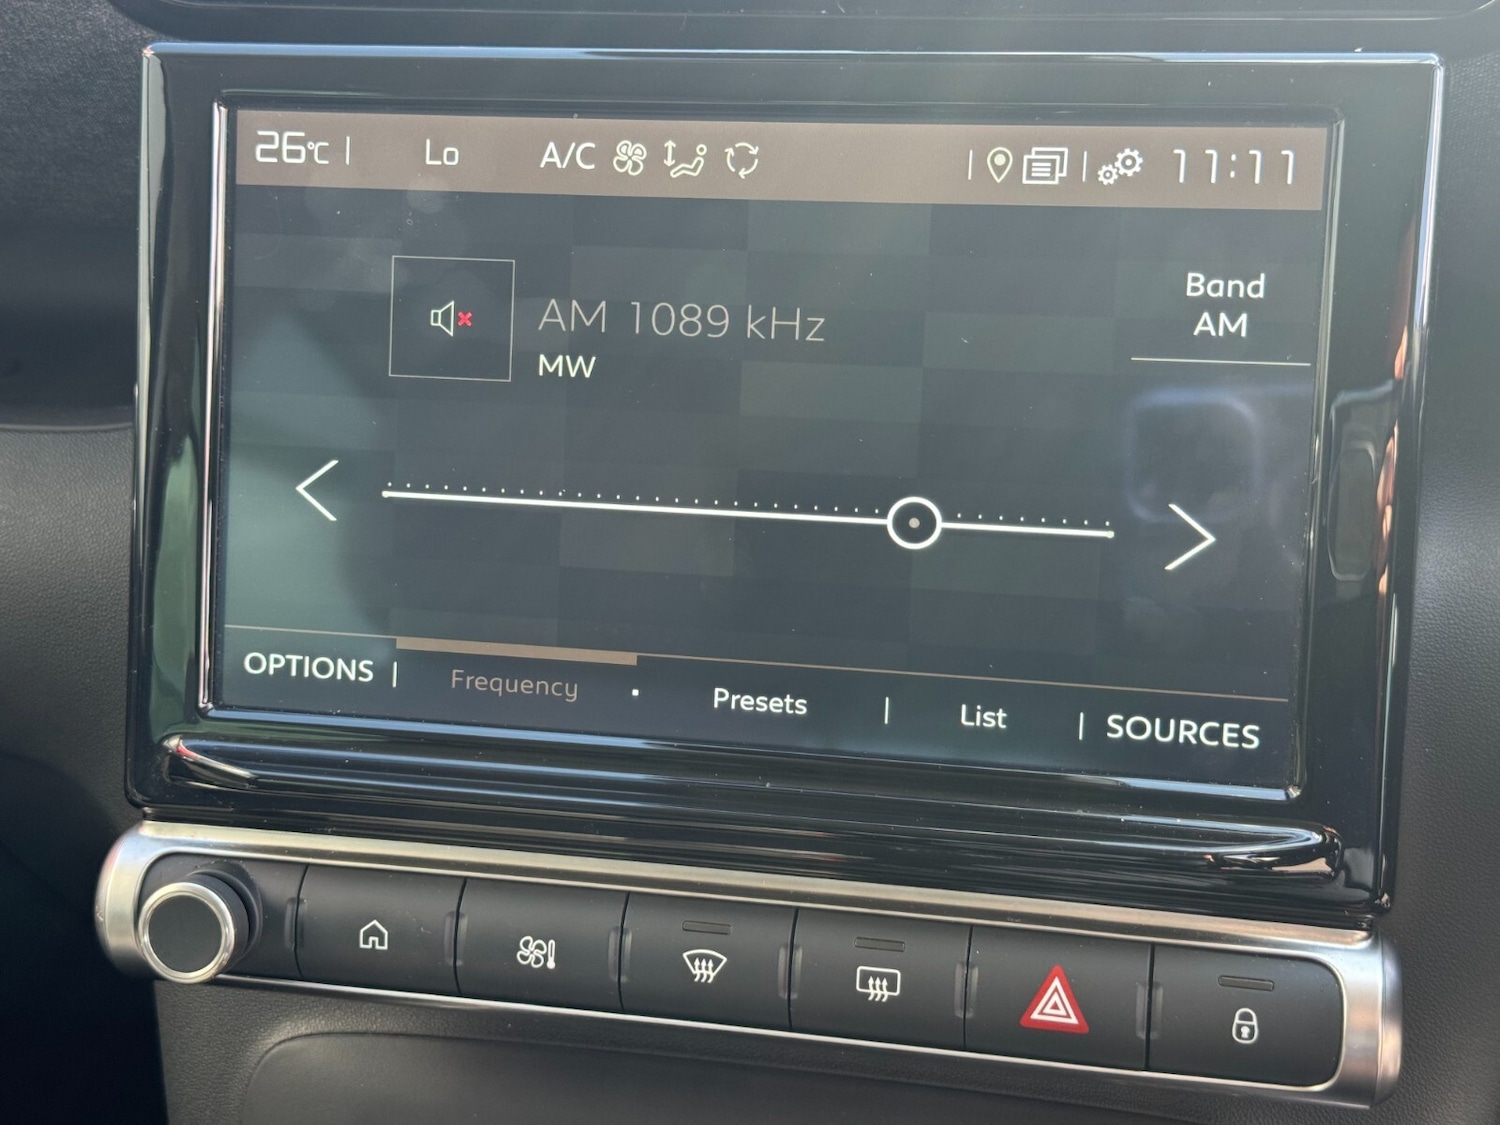 26°C | Lo A/C 11:11
AM 1089 kHz
MW
Band
AM
OPTIONS | Frequency · Presets | List | SOURCES